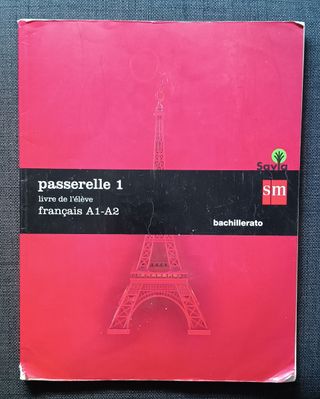 Savia
sm
passerelle 1
livre de l'élève
français A1-A2
bachillerato